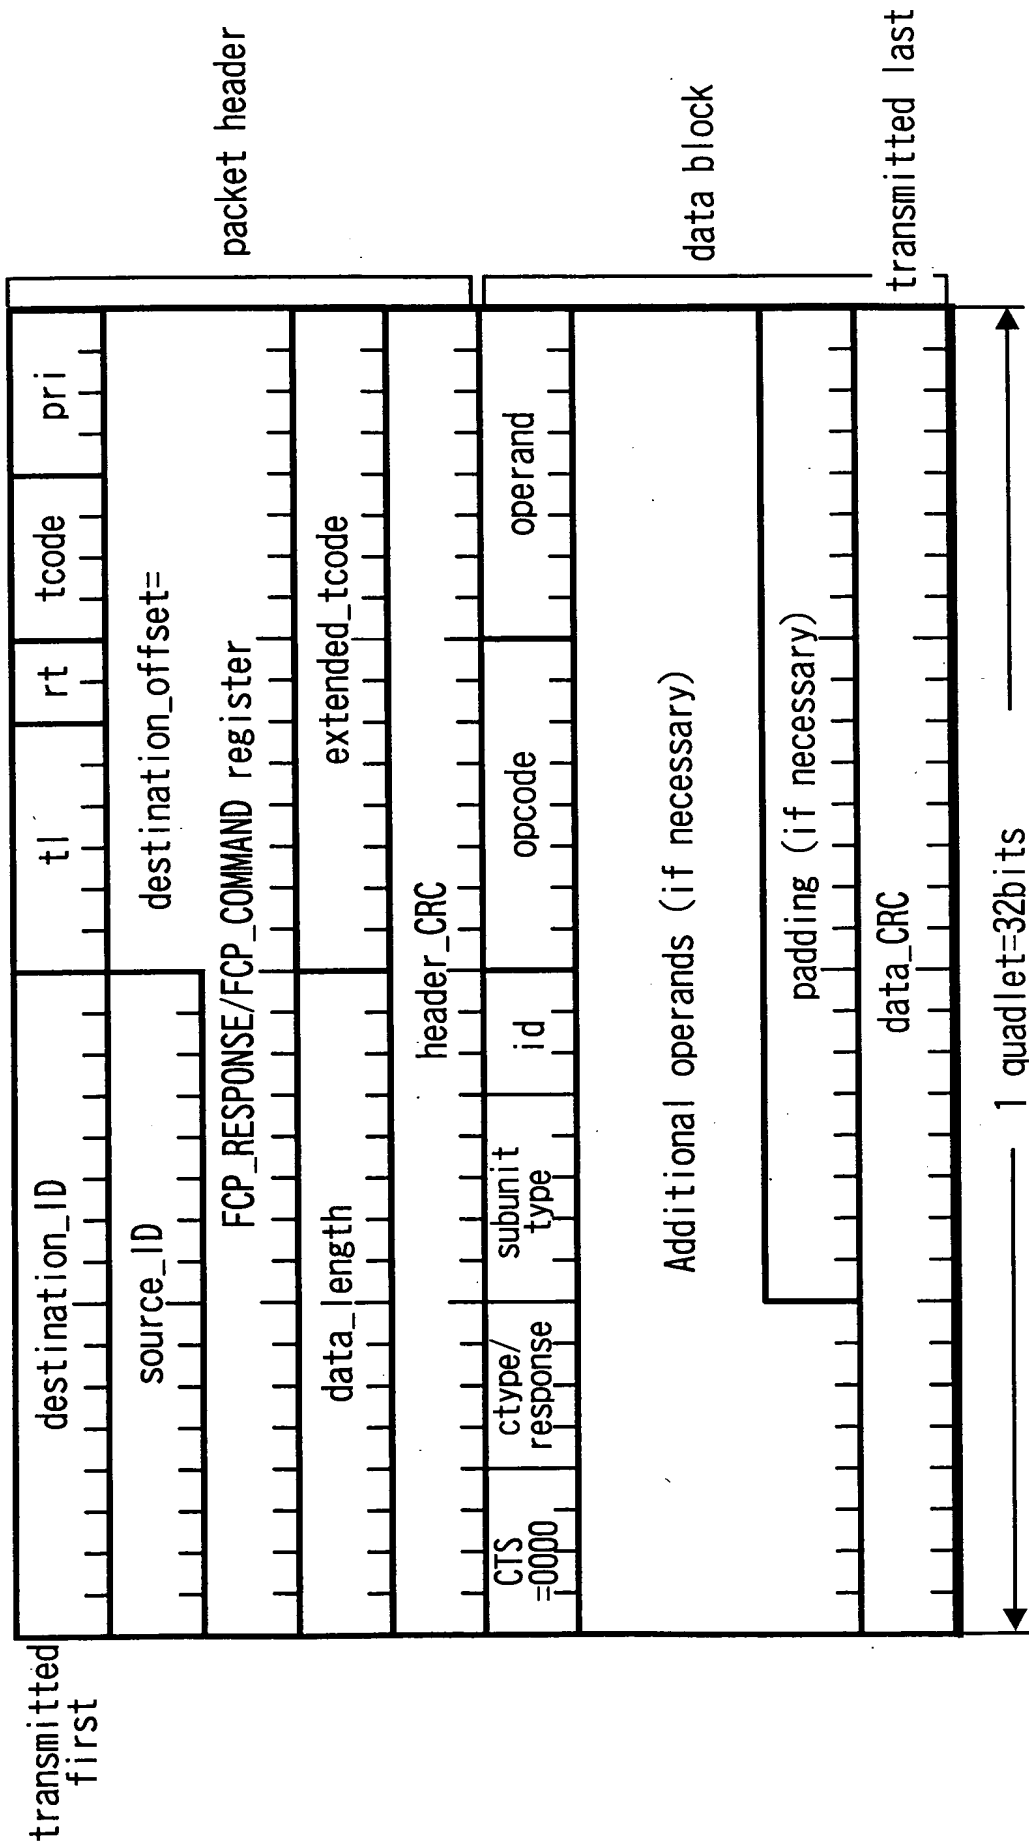 transmitted
first
destination_ID
tl
rt
tcode
pri
source_ID
destination_offset=
FCP_RESPONSE/FCP_COMMAND register
data_length
extended_tcode
header_CRC
packet header
CTS
=0000
ctype/
response
subunit
type
id
opcode
operand
Additional operands (if necessary)
padding (if necessary)
data_CRC
data block
transmitted last
1 quadlet=32bits